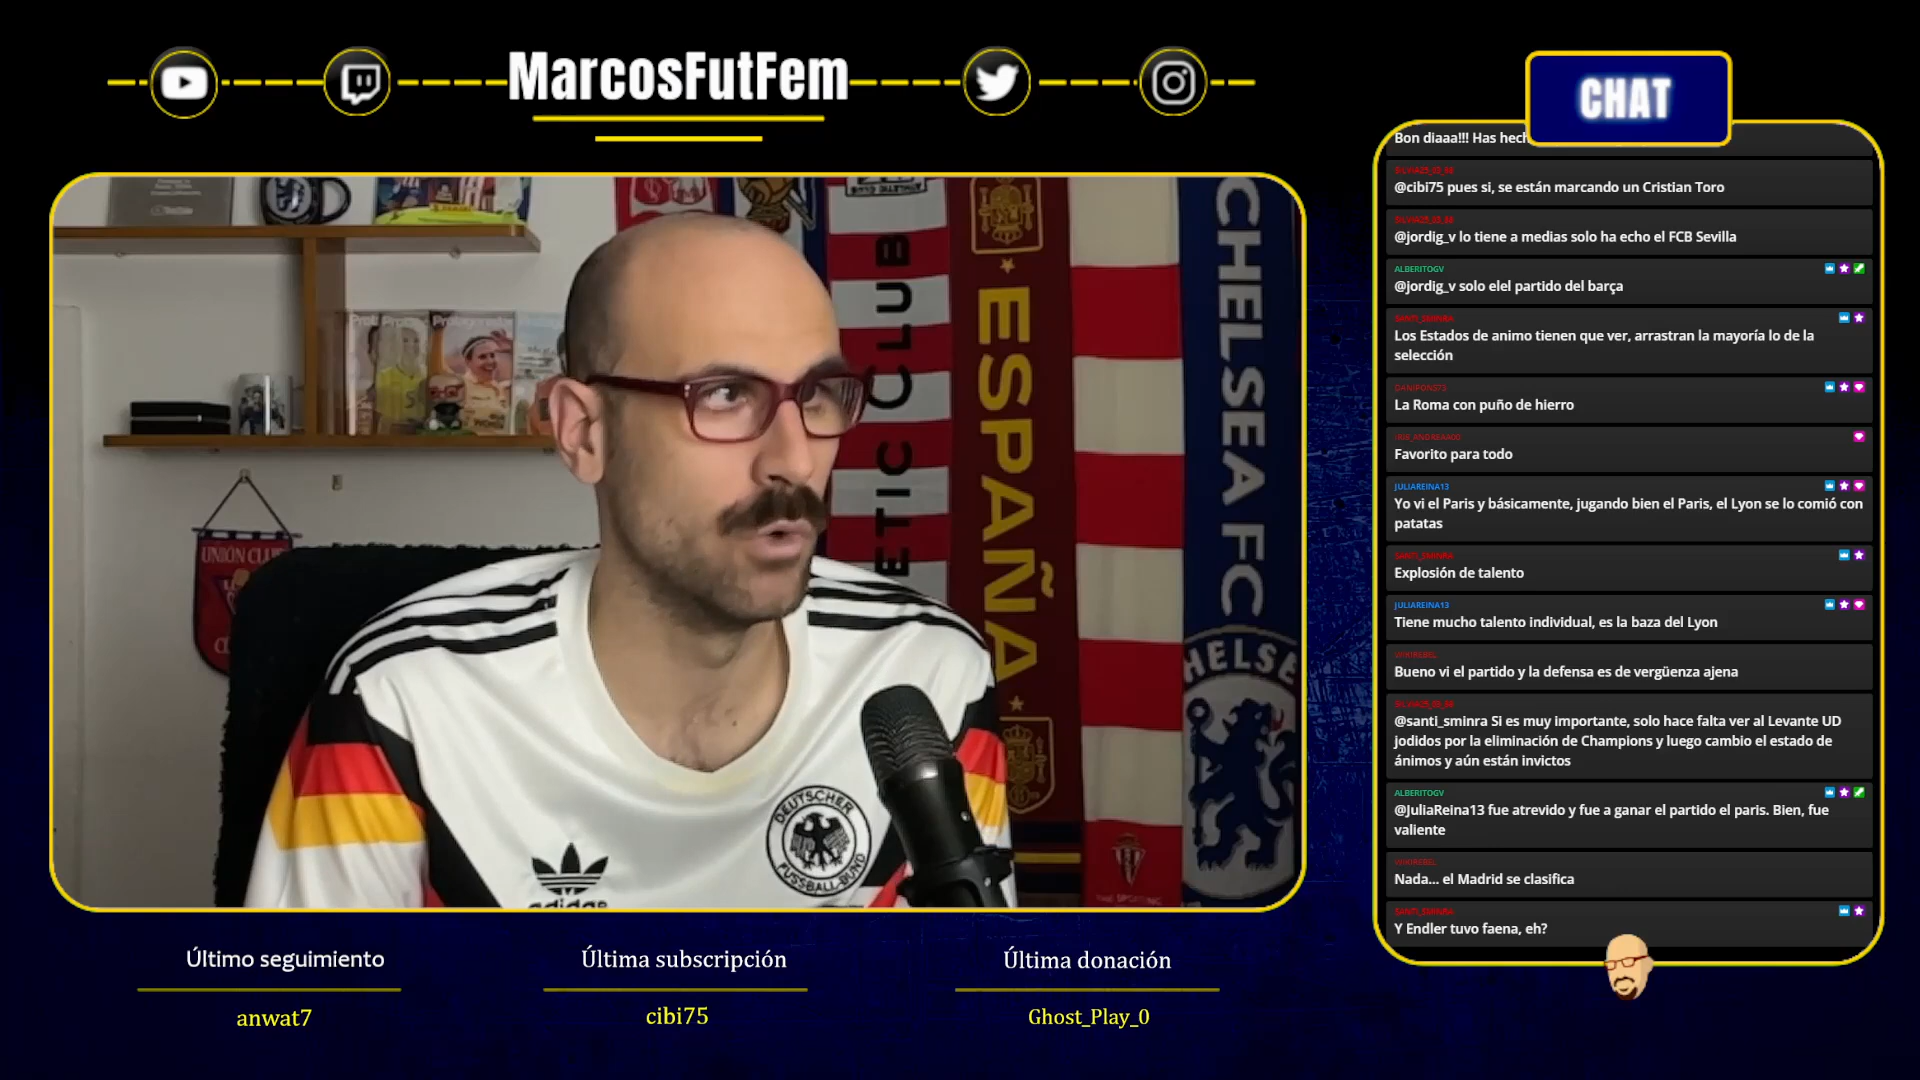 MarcosFutFem
CHAT
Bon diaaa!!! Has hech
@cibi75 pues si, se están marcando un Cristian Toro
@jordig_v lo tiene a medias solo ha echo el FCB Sevilla
ALBERITOGV
@jordig_v solo elel partido del barça
SANTI_SMINRA
Los Estados de animo tienen que ver, arrastran la mayoría lo de la
selección
La Roma con puño de hierro
Favorito para todo
JULIAREINA13
Yo vi el Paris y básicamente, jugando bien el Paris, el Lyon se lo comió con
patatas
SANTI_SMINRA
Explosión de talento
JULIAREINA13
Tiene mucho talento individual, es la baza del Lyon
Bueno vi el partido y la defensa es de vergüenza ajena
@santi_sminra Si es muy importante, solo hace falta ver al Levante UD
jodidos por la eliminación de Champions y luego cambio el estado de
ánimos y aún están invictos
ALBERITOGV
@JuliaReina13 fue atrevido y fue a ganar el partido el paris. Bien, fue
valiente
Nada... el Madrid se clasifica
SANTI_SMINRA
Y Endler tuvo faena, eh?
ETIC CLUB
ESPAÑA
CHELSEA FC
HELSE
UNIÓN CLU
DEUTSCHER
FUSSBALL-BUND
adidas
Último seguimiento
anwat7
Última subscripción
cibi75
Última donación
Ghost_Play_0